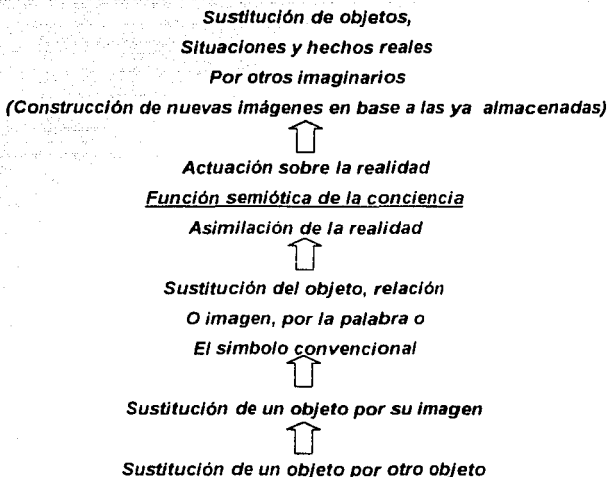 Sustitución de objetos,
Situaciones y hechos reales
Por otros imaginarios
(Construcción de nuevas imágenes en base a las ya almacenadas)
Actuación sobre la realidad
Función semiótica de la conciencia
Asimilación de la realidad
Sustitución del objeto, relación
O imagen, por la palabra o
El simbolo convencional
Sustitución de un objeto por su imagen
Sustitución de un objeto por otro objeto